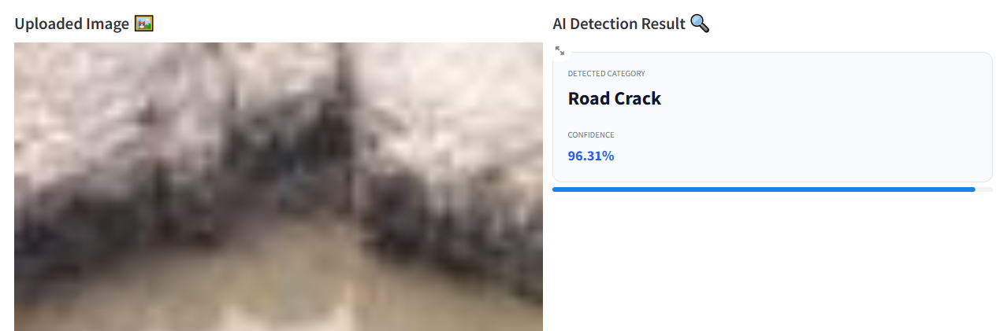 Uploaded Image 🖼️
AI Detection Result 🔍
DETECTED CATEGORY
Road Crack
CONFIDENCE
96.31%